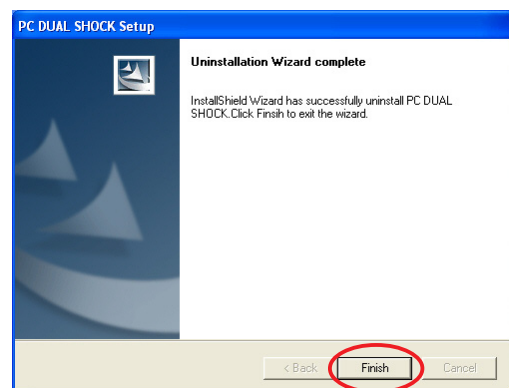 PC DUAL SHOCK Setup
Uninstallation Wizard complete
InstallShield Wizard has successfully uninstall PC DUAL
SHOCK.Click Finsih to exit the wizard.
< Back Finish Cancel